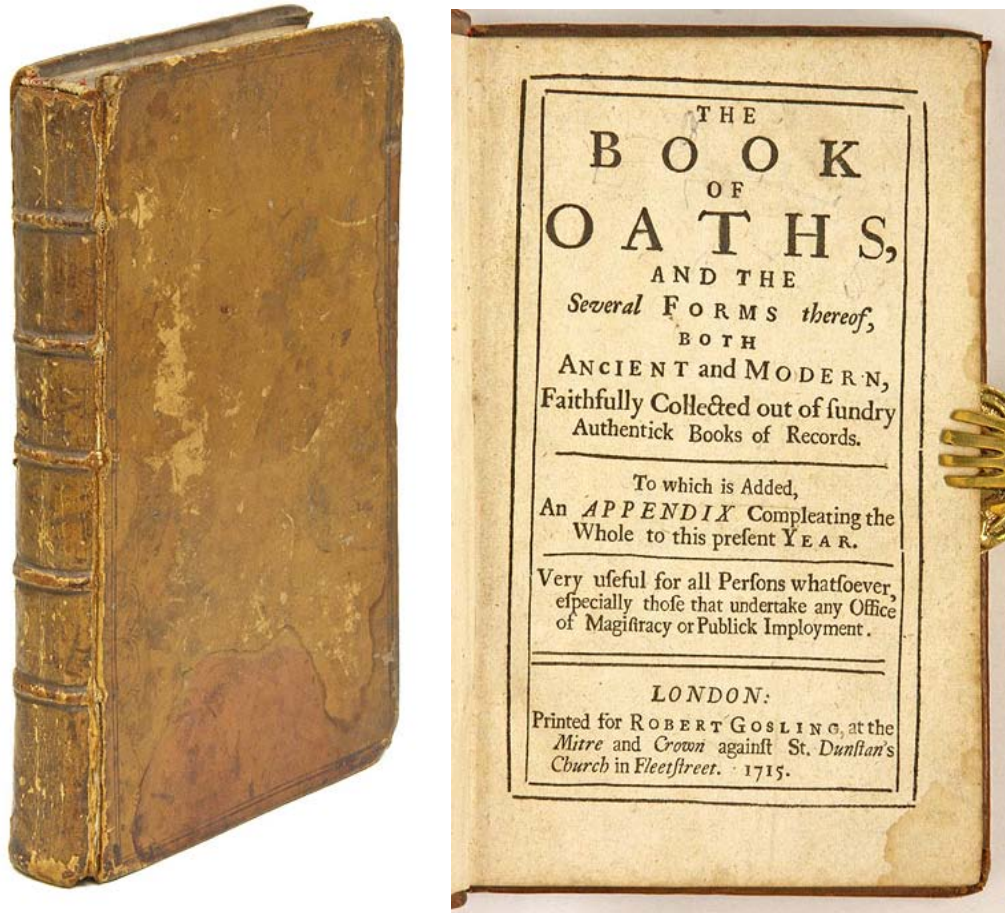 THE
BOOK
OF
OATHS,
AND THE
Several FORMS thereof,
BOTH
ANCIENT and MODERN,
Faithfully Collected out of ſundry
Authentick Books of Records.
To which is Added,
An APPENDIX Compleating the
Whole to this preſent YEAR.
Very uſeful for all Perſons whatſoever,
eſpecially thoſe that undertake any Office
of Magiſtracy or Publick Imployment.
LONDON:
Printed for ROBERT GOSLING, at the
Mitre and Crown againſt St. Dunſtan's
Church in Fleetſtreet. 1715.